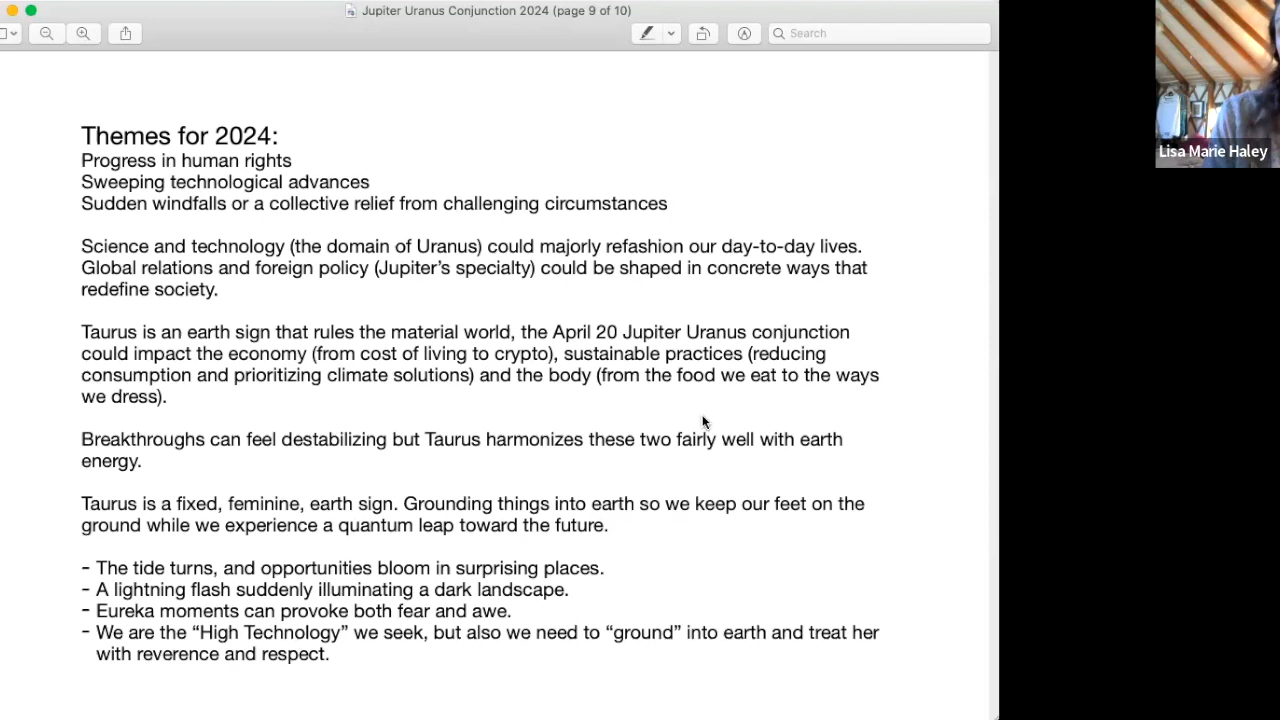 Jupiter Uranus Conjunction 2024 (page 9 of 10)
Search
Themes for 2024:
Progress in human rights
Sweeping technological advances
Sudden windfalls or a collective relief from challenging circumstances
Science and technology (the domain of Uranus) could majorly refashion our day-to-day lives.
Global relations and foreign policy (Jupiter’s specialty) could be shaped in concrete ways that
redefine society.
Taurus is an earth sign that rules the material world, the April 20 Jupiter Uranus conjunction
could impact the economy (from cost of living to crypto), sustainable practices (reducing
consumption and prioritizing climate solutions) and the body (from the food we eat to the ways
we dress).
Breakthroughs can feel destabilizing but Taurus harmonizes these two fairly well with earth
energy.
Taurus is a fixed, feminine, earth sign. Grounding things into earth so we keep our feet on the
ground while we experience a quantum leap toward the future.
- The tide turns, and opportunities bloom in surprising places.
- A lightning flash suddenly illuminating a dark landscape.
- Eureka moments can provoke both fear and awe.
- We are the “High Technology” we seek, but also we need to “ground” into earth and treat her
with reverence and respect.
Lisa Marie Haley